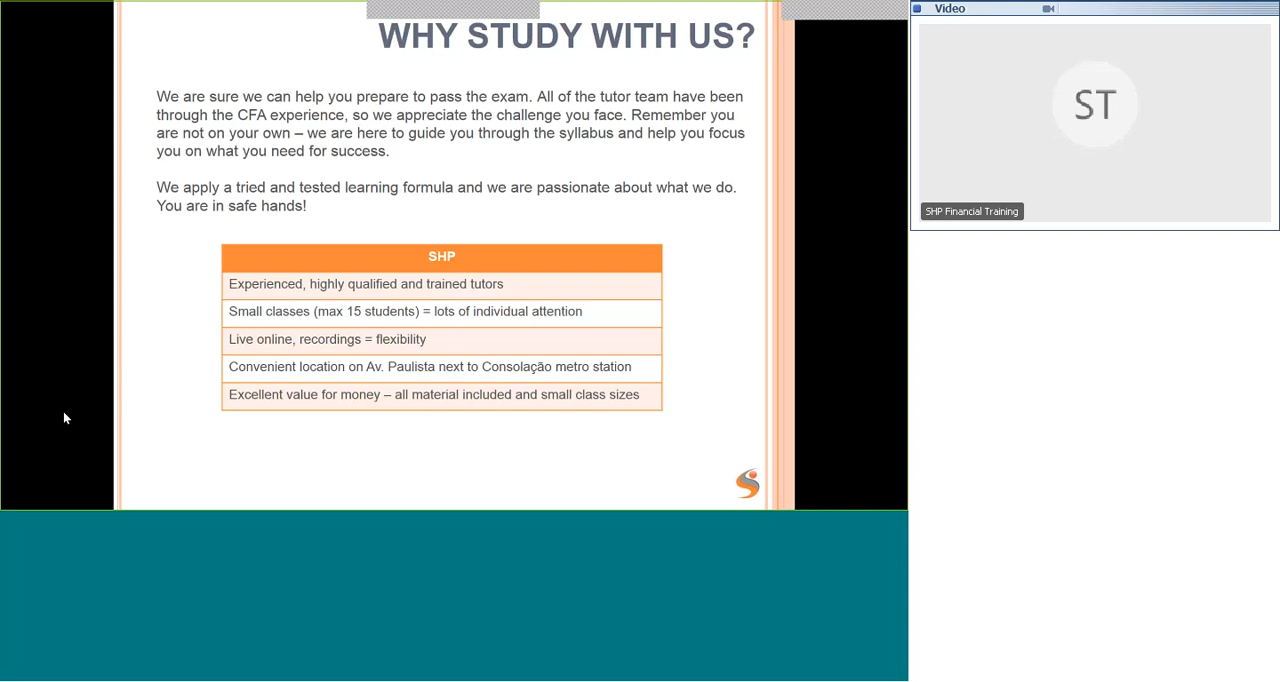 WHY STUDY WITH US?
We are sure we can help you prepare to pass the exam. All of the tutor team have been
through the CFA experience, so we appreciate the challenge you face. Remember you
are not on your own – we are here to guide you through the syllabus and help you focus
you on what you need for success.
We apply a tried and tested learning formula and we are passionate about what we do.
You are in safe hands!
SHP
Experienced, highly qualified and trained tutors
Small classes (max 15 students) = lots of individual attention
Live online, recordings = flexibility
Convenient location on Av. Paulista next to Consolação metro station
Excellent value for money – all material included and small class sizes
Video
ST
SHP Financial Training